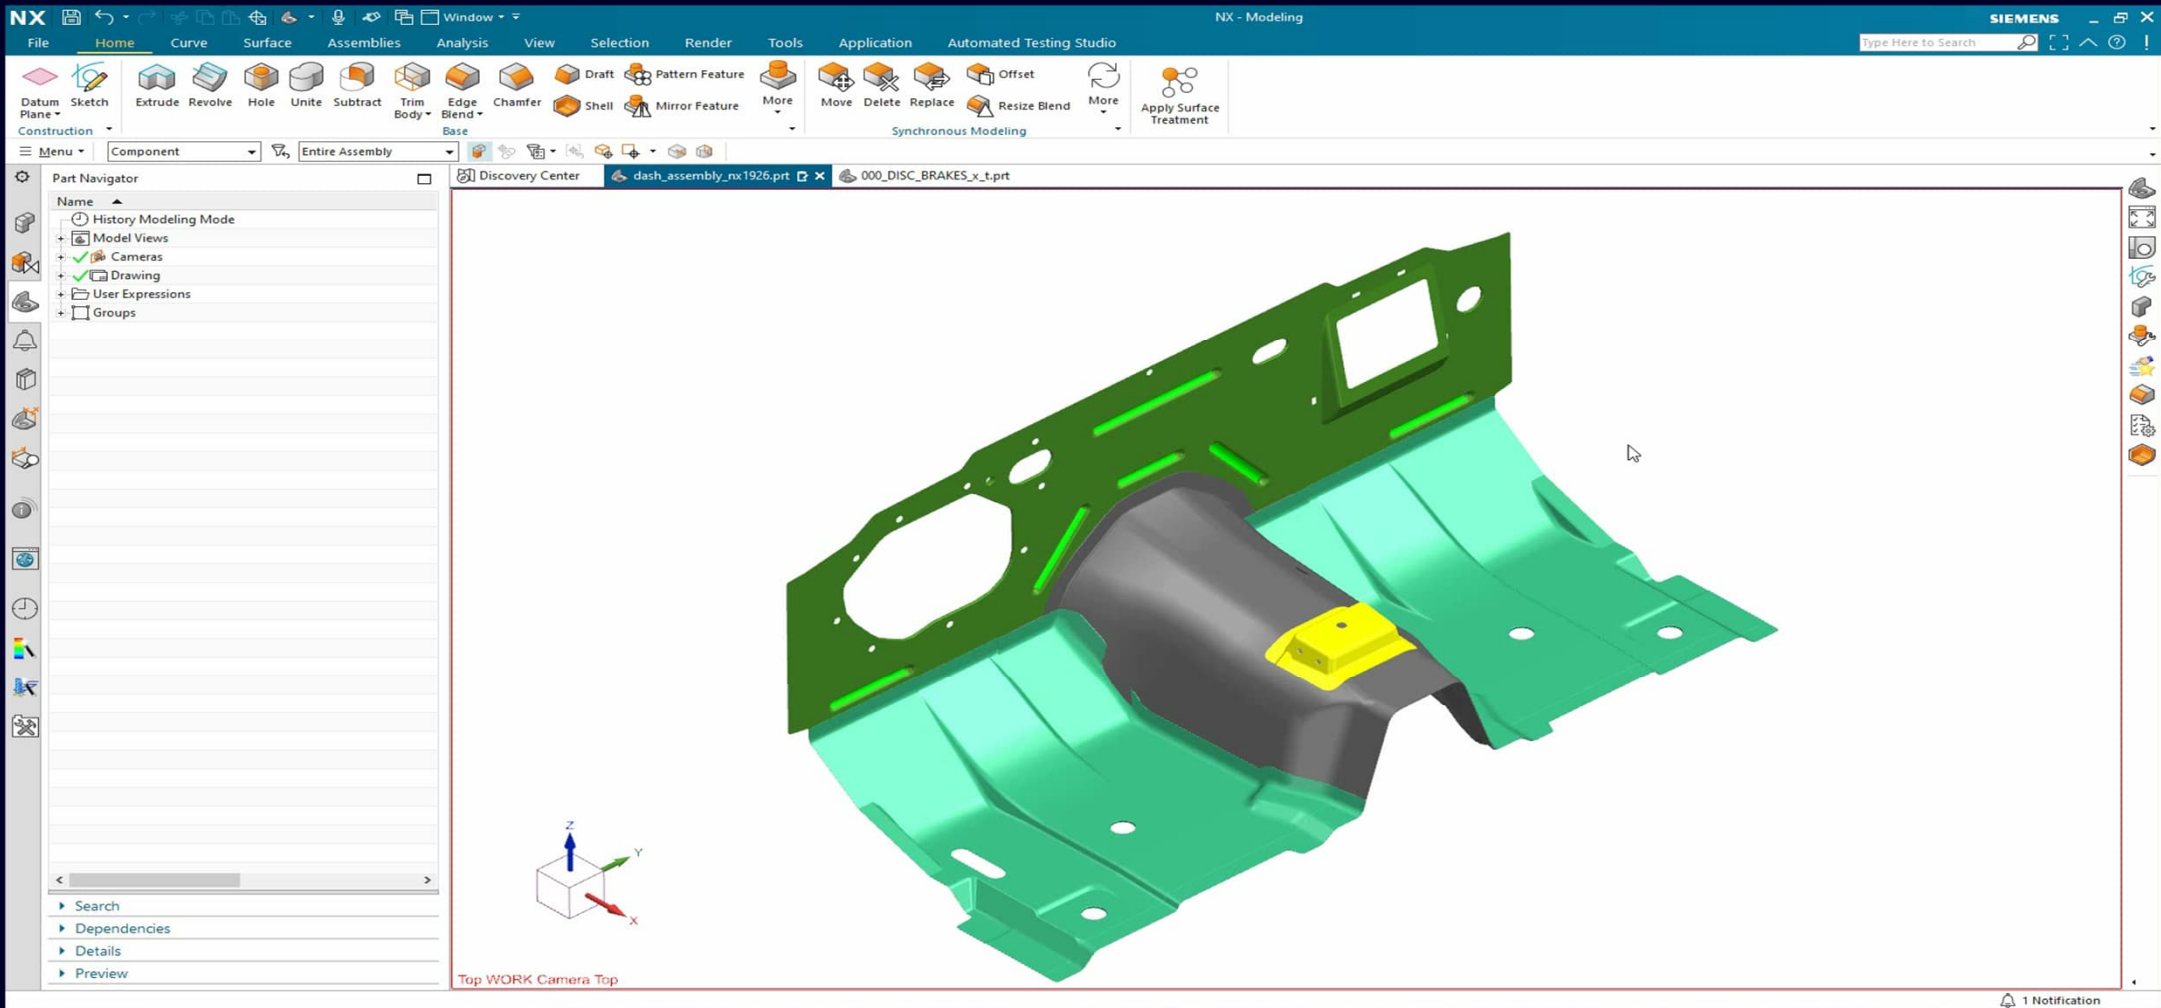 NX
Window
NX - Modeling
SIEMENS
File Home Curve Surface Assemblies Analysis View Selection Render Tools Application Automated Testing Studio
Type Here to Search
Datum Plane
Sketch
Extrude
Revolve
Hole
Unite
Subtract
Trim Body
Edge Blend
Chamfer
Draft
Shell
Pattern Feature
Mirror Feature
More
Move
Delete
Replace
Offset
Resize Blend
More
Apply Surface Treatment
Construction
Base
Synchronous Modeling
Menu
Component
Entire Assembly
Part Navigator
Discovery Center
dash_assembly_nx1926.prt
000_DISC_BRAKES_x_t.prt
Name
History Modeling Mode
Model Views
Cameras
Drawing
User Expressions
Groups
Z
Y
X
Search
Dependencies
Details
Preview
Top WORK Camera Top
1 Notification